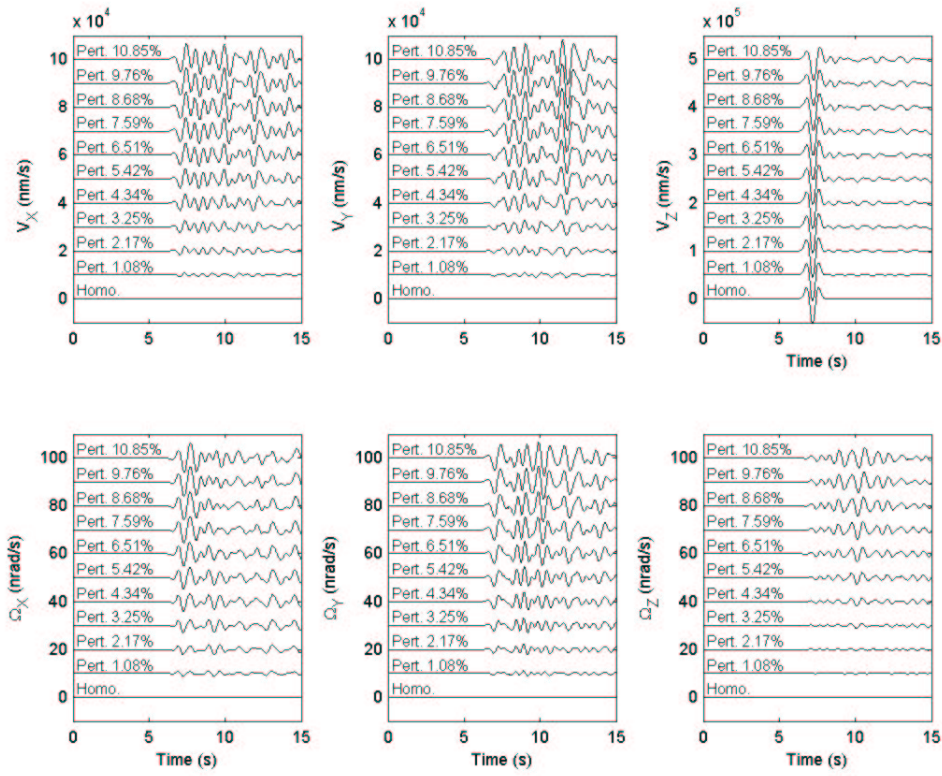 x 10⁴
V_X (nm/s)
10
8
6
4
2
0
Pert. 10.85%
Pert. 9.76%
Pert. 8.68%
Pert. 7.59%
Pert. 6.51%
Pert. 5.42%
Pert. 4.34%
Pert. 3.25%
Pert. 2.17%
Pert. 1.08%
Homo.
0 5 10 15
x 10⁴
V_Y (nm/s)
10
8
6
4
2
0
Pert. 10.85%
Pert. 9.76%
Pert. 8.68%
Pert. 7.59%
Pert. 6.51%
Pert. 5.42%
Pert. 4.34%
Pert. 3.25%
Pert. 2.17%
Pert. 1.08%
Homo.
0 5 10 15
x 10⁵
V_Z (nm/s)
5
4
3
2
1
0
Pert. 10.85%
Pert. 9.76%
Pert. 8.68%
Pert. 7.59%
Pert. 6.51%
Pert. 5.42%
Pert. 4.34%
Pert. 3.25%
Pert. 2.17%
Pert. 1.08%
Homo.
0 5 10 15
Time (s)
Ω_X (nrad/s)
100
80
60
40
20
0
Pert. 10.85%
Pert. 9.76%
Pert. 8.68%
Pert. 7.59%
Pert. 6.51%
Pert. 5.42%
Pert. 4.34%
Pert. 3.25%
Pert. 2.17%
Pert. 1.08%
Homo.
0 5 10 15
Time (s)
Ω_Y (nrad/s)
100
80
60
40
20
0
Pert. 10.85%
Pert. 9.76%
Pert. 8.68%
Pert. 7.59%
Pert. 6.51%
Pert. 5.42%
Pert. 4.34%
Pert. 3.25%
Pert. 2.17%
Pert. 1.08%
Homo.
0 5 10 15
Time (s)
Ω_Z (nrad/s)
100
80
60
40
20
0
Pert. 10.85%
Pert. 9.76%
Pert. 8.68%
Pert. 7.59%
Pert. 6.51%
Pert. 5.42%
Pert. 4.34%
Pert. 3.25%
Pert. 2.17%
Pert. 1.08%
Homo.
0 5 10 15
Time (s)